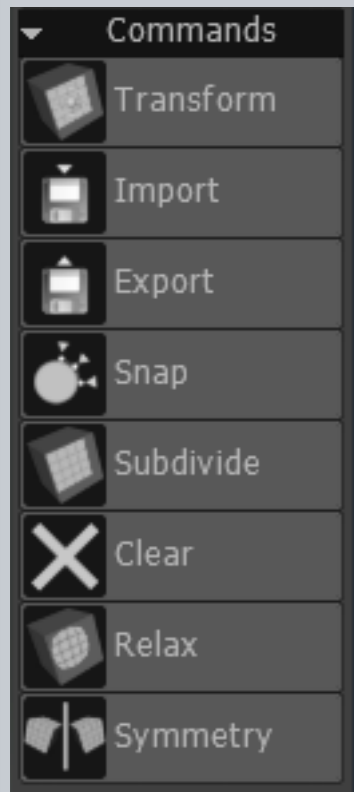 Commands
Transform
Import
Export
Snap
Subdivide
Clear
Relax
Symmetry